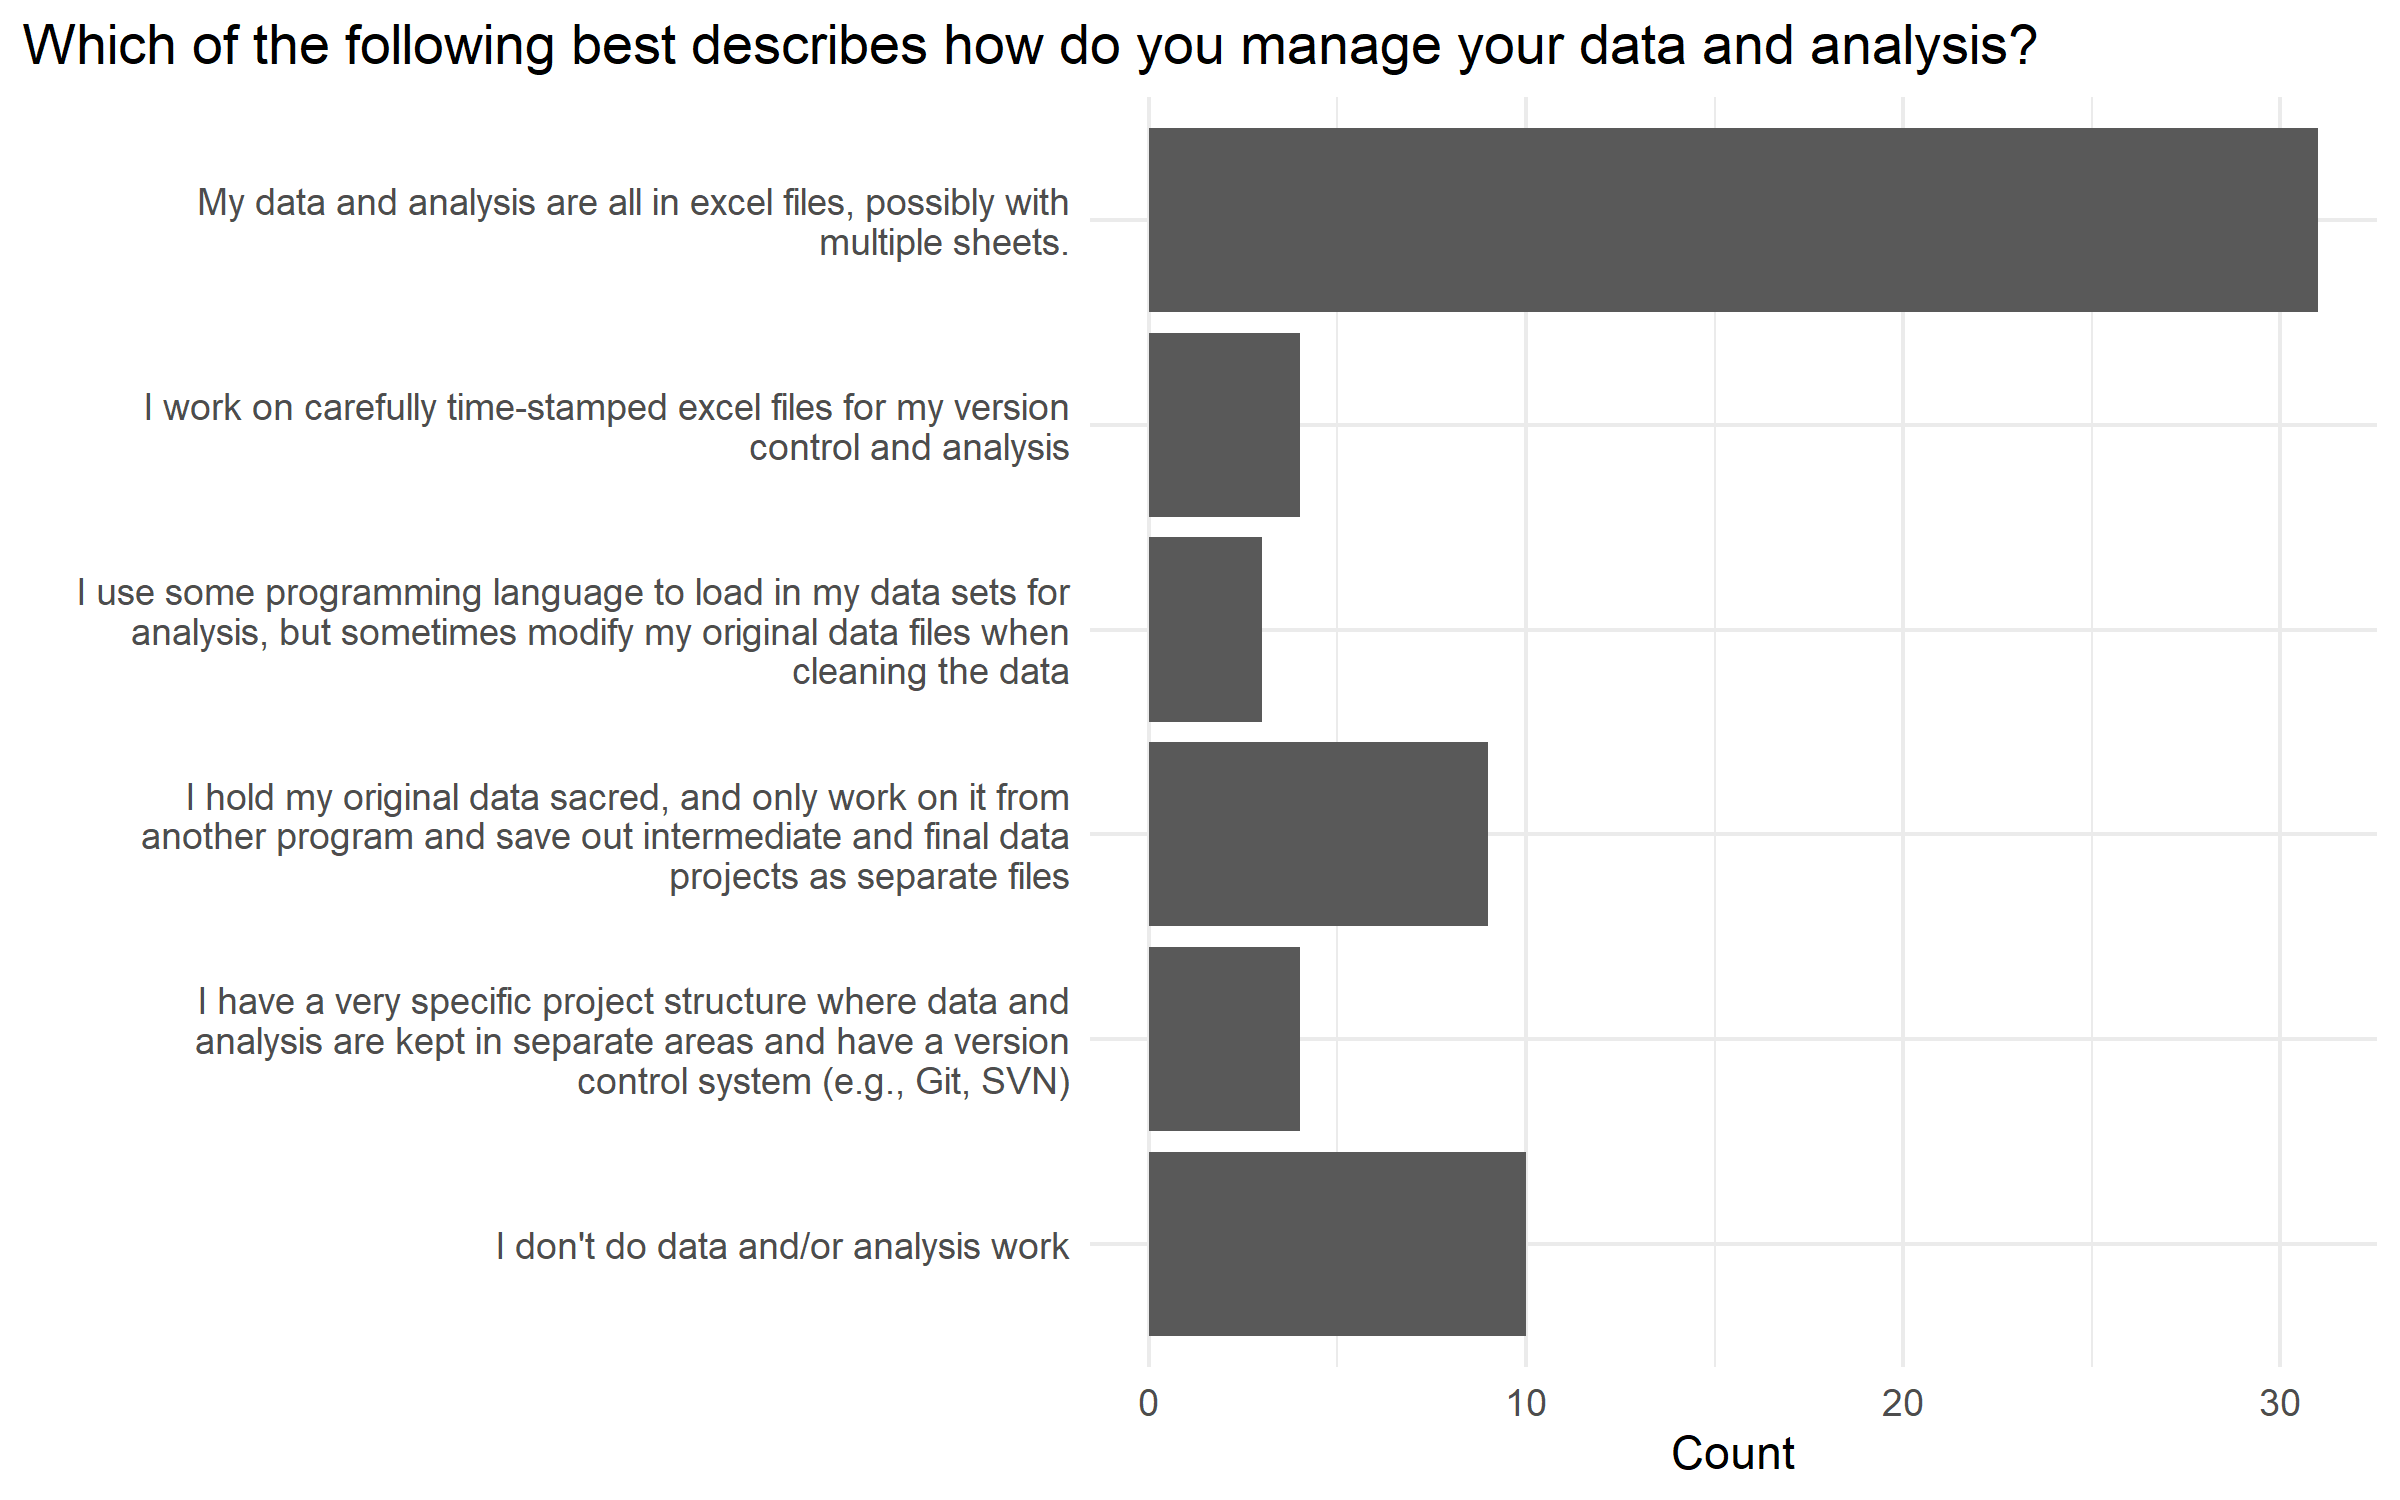 Which of the following best describes how do you manage your data and analysis?
My data and analysis are all in excel files, possibly with
multiple sheets.
I work on carefully time-stamped excel files for my version
control and analysis
I use some programming language to load in my data sets for
analysis, but sometimes modify my original data files when
cleaning the data
I hold my original data sacred, and only work on it from
another program and save out intermediate and final data
projects as separate files
I have a very specific project structure where data and
analysis are kept in separate areas and have a version
control system (e.g., Git, SVN)
I don't do data and/or analysis work
0 10 20 30
Count